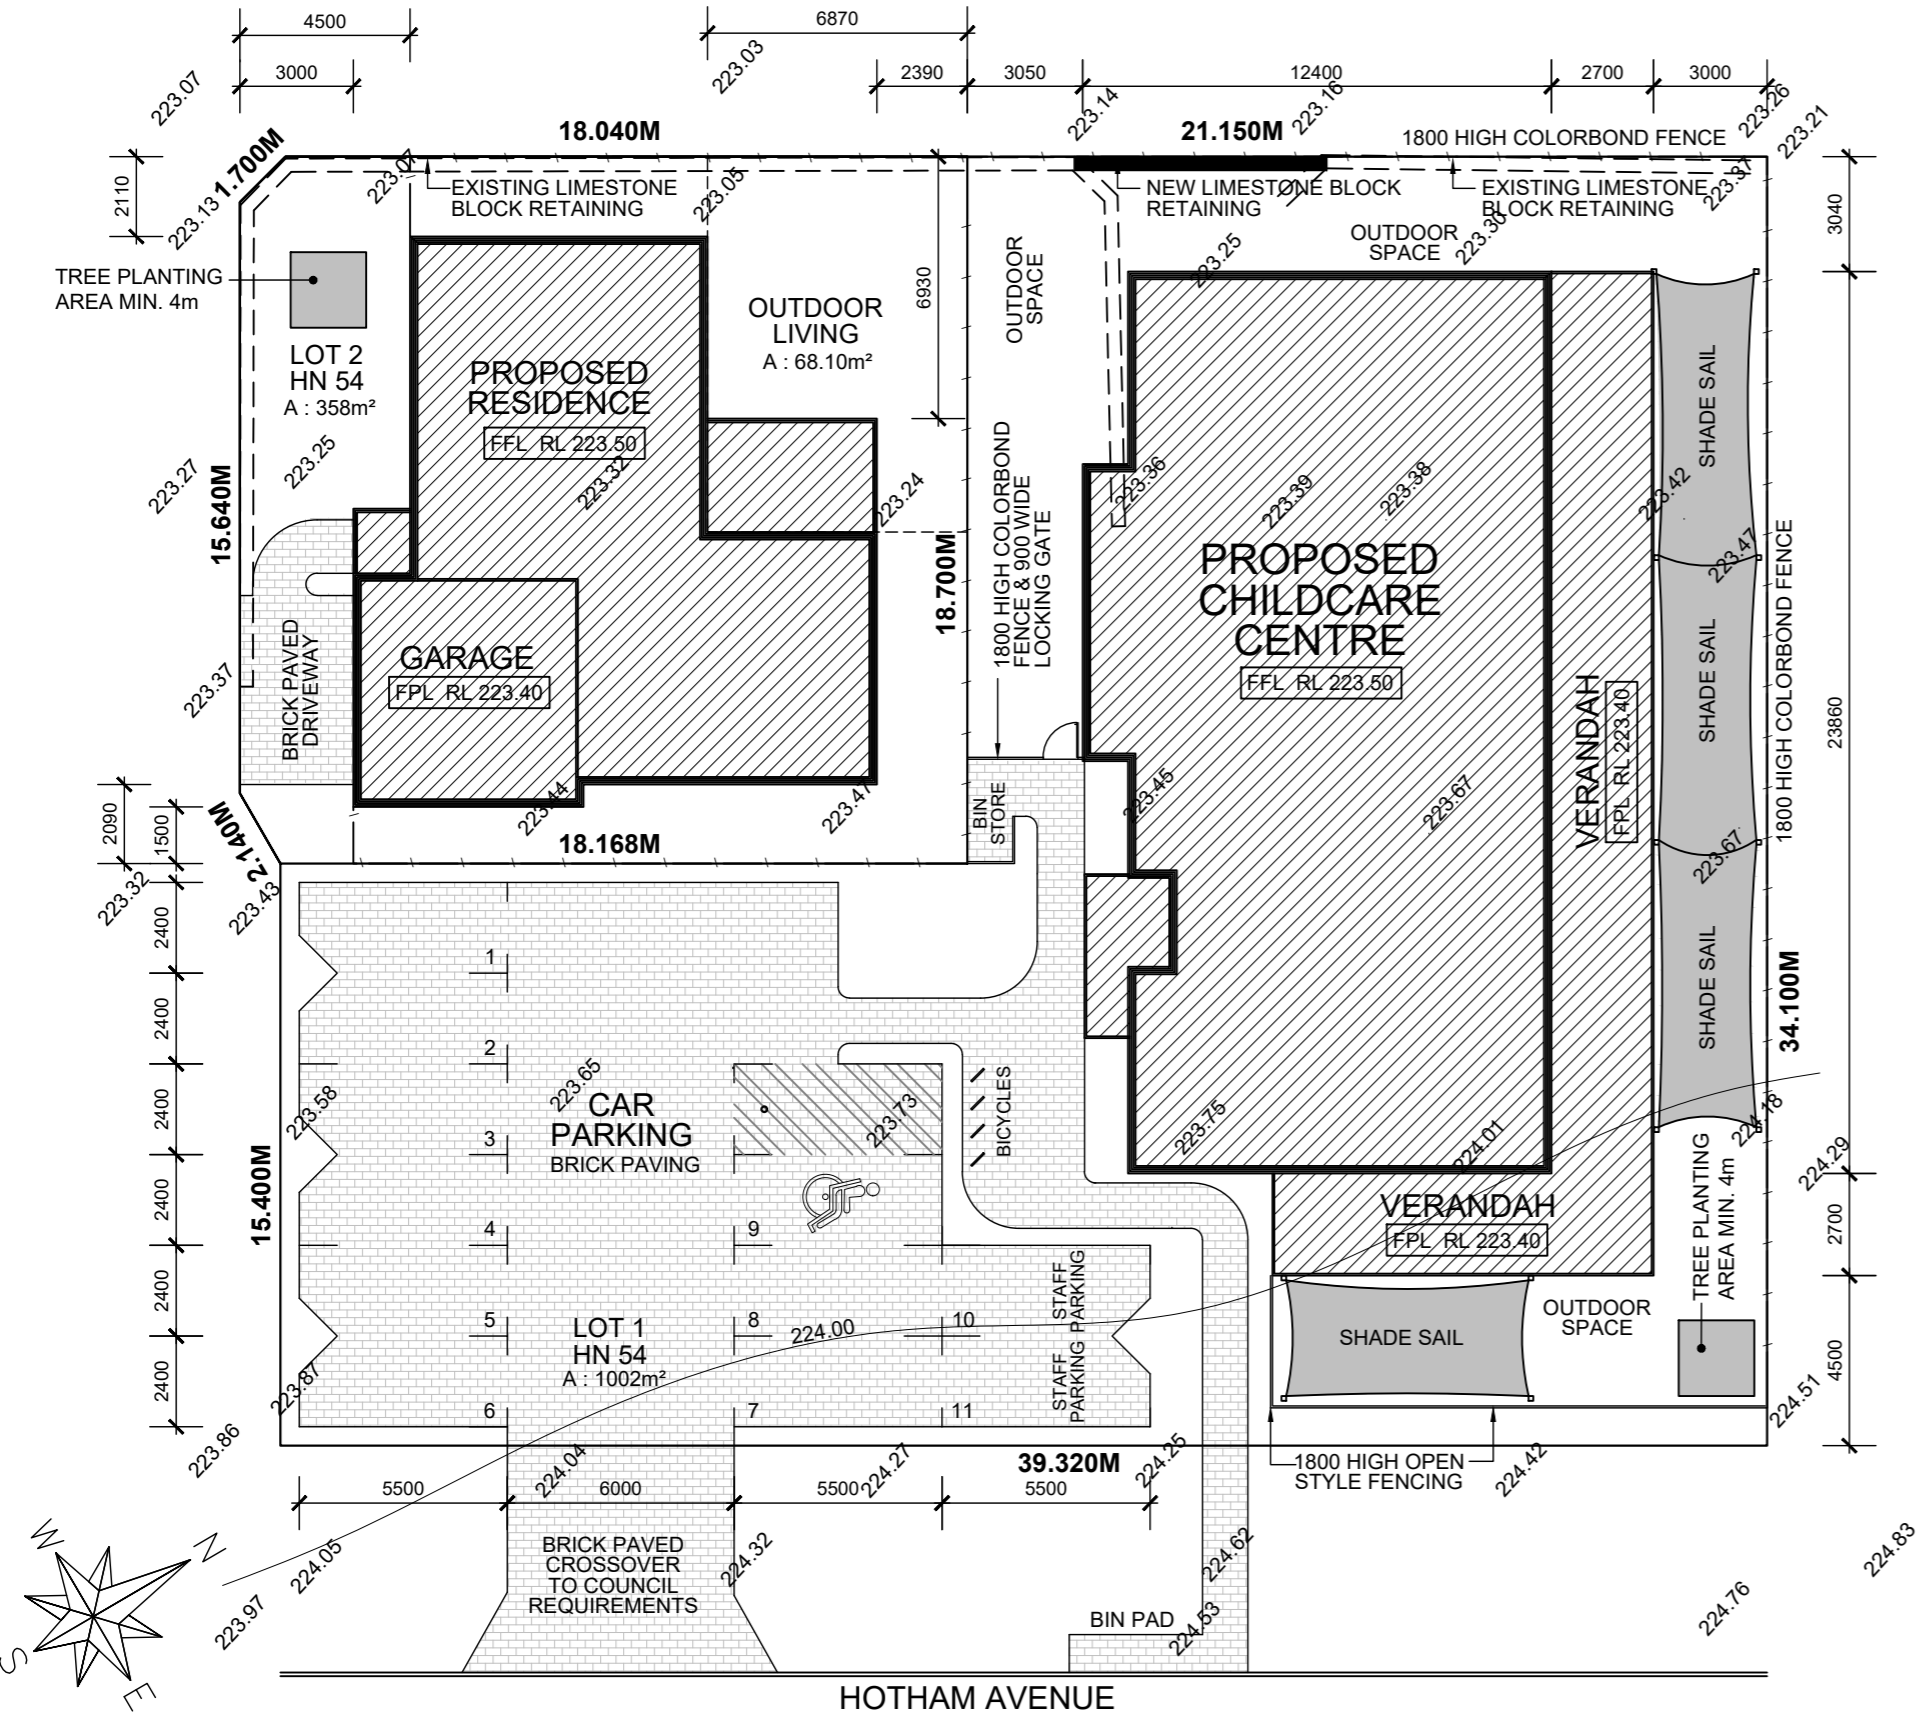 4500
6870
3000
2390
3050
12400
2700
3000
223.07
223.03
223.14
223.16
223.26
223.21
18.040M
21.150M
1800 HIGH COLORBOND FENCE
1.700M
2110
223.13
223.07
EXISTING LIMESTONE
BLOCK RETAINING
223.05
NEW LIMESTONE BLOCK
RETAINING
EXISTING LIMESTONE
BLOCK RETAINING
223.37
3040
OUTDOOR
SPACE
223.30
223.25
TREE PLANTING
AREA MIN. 4m
OUTDOOR
SPACE
6930
OUTDOOR
LIVING
A : 68.10m²
LOT 2
HN 54
A : 358m²
PROPOSED
RESIDENCE
FFL RL 223.50
223.32
223.25
223.27
15.640M
223.24
18.700M
1800 HIGH COLORBOND
FENCE & 900 WIDE
LOCKING GATE
223.36
223.39
223.38
223.42
SHADE SAIL
223.47
PROPOSED
CHILDCARE
CENTRE
FFL RL 223.50
VERANDAH
FPL RL 223.40
SHADE SAIL
1800 HIGH COLORBOND FENCE
23860
GARAGE
FPL RL 223.40
BRICK PAVED
DRIVEWAY
223.37
2090
1500
2.140M
223.44
223.47
18.168M
BIN
STORE
223.45
223.67
223.67
SHADE SAIL
34.100M
223.32
223.43
2400
2400
2400
2400
2400
2400
1
2
3
4
5
6
223.65
223.58
CAR
PARKING
BRICK PAVING
223.73
BICYCLES
223.75
224.01
224.18
224.29
15.400M
9
8
7
10
11
STAFF
PARKING
STAFF
PARKING
224.00
LOT 1
HN 54
A : 1002m²
223.87
223.86
VERANDAH
FPL RL 223.40
TREE PLANTING
AREA MIN. 4m
2700
4500
SHADE SAIL
OUTDOOR
SPACE
224.51
1800 HIGH OPEN
STYLE FENCING
224.42
39.320M
224.25
224.04
224.27
5500
6000
5500
5500
BRICK PAVED
CROSSOVER
TO COUNCIL
REQUIREMENTS
224.05
223.97
224.32
224.62
224.53
BIN PAD
224.76
224.83
W
N
S
E
HOTHAM AVENUE